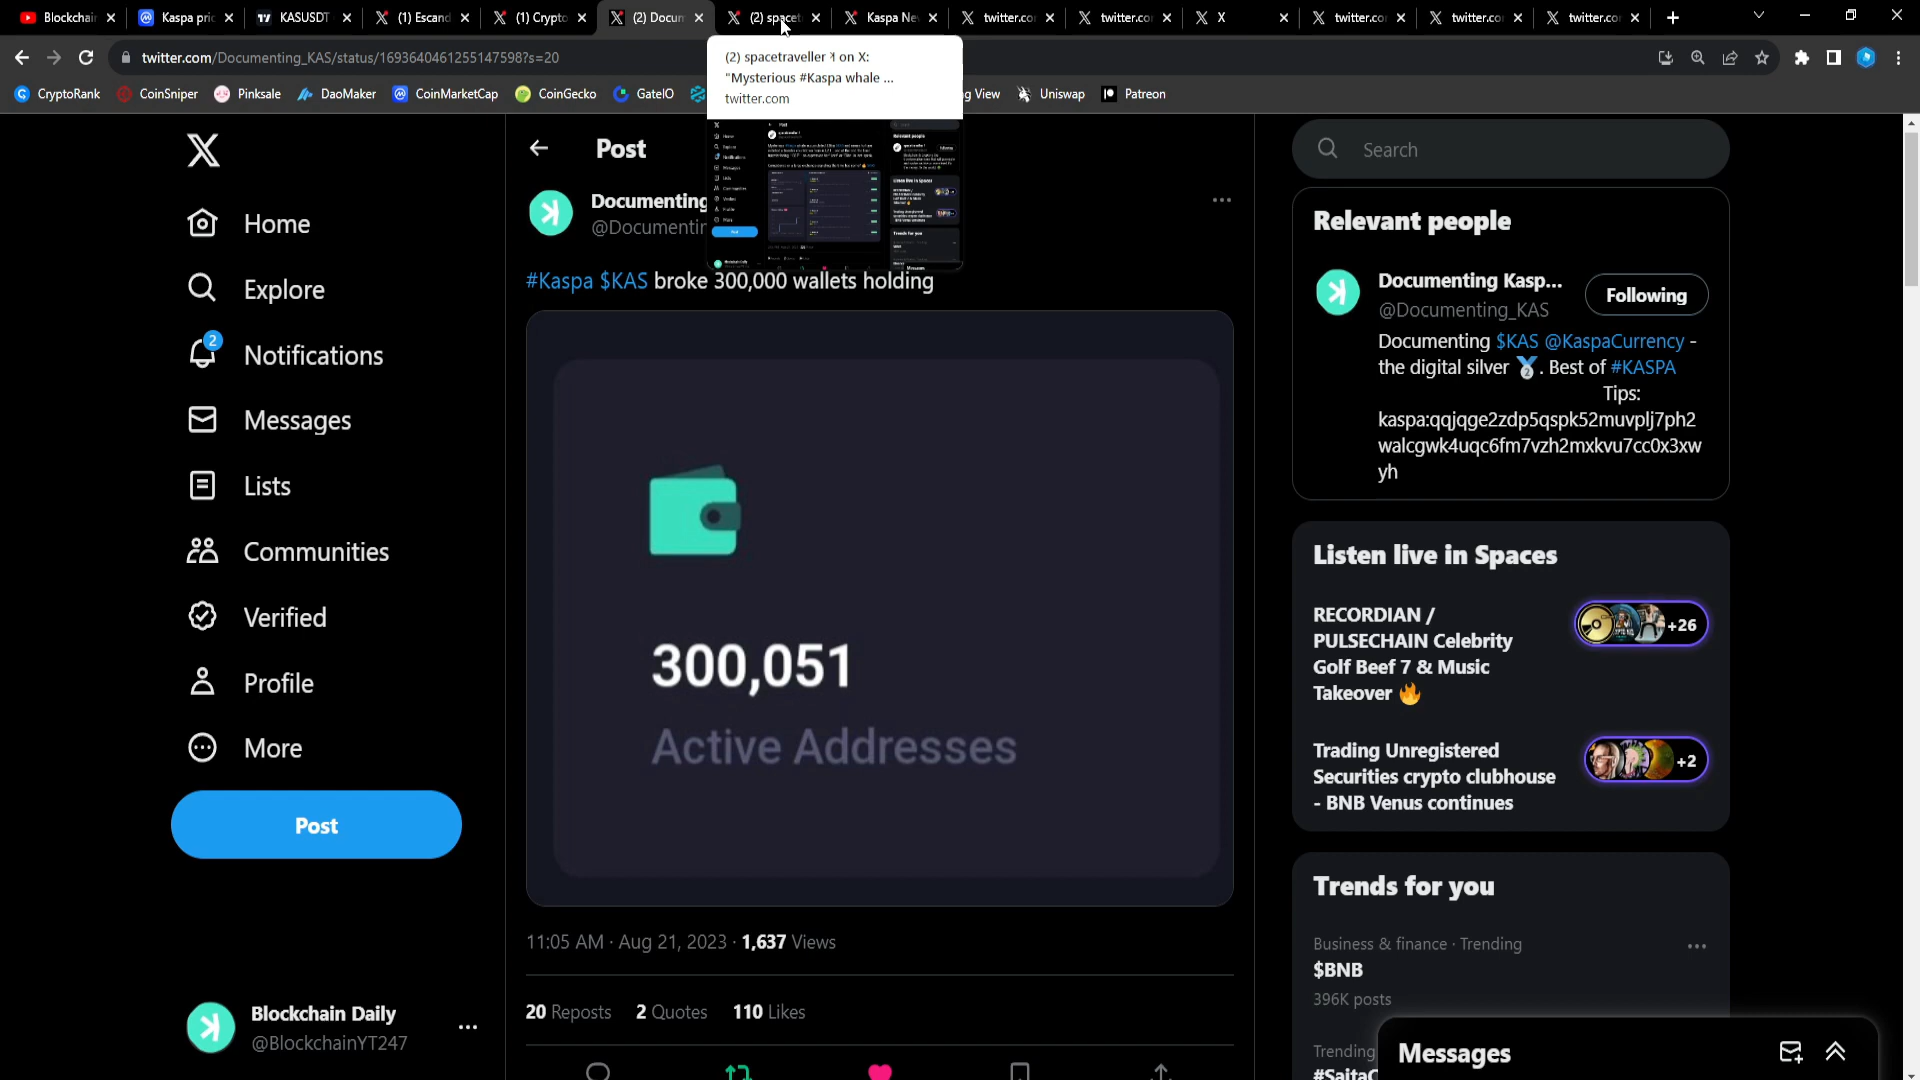 Blockchai
Kaspa pri
KASUSDT
(1) Escand
(1) Crypto
(2) Docum
(2) spacet
Kaspa Ne
twitter.co
twitter.co
X
twitter.co
twitter.co
twitter.co
twitter.com/Documenting_KAS/status/1693640461255147598?s=20
CryptoRank
CoinSniper
Pinksale
DaoMaker
CoinMarketCap
CoinGecko
GateIO
g View
Uniswap
Patreon
(2) spacetraveller on X:
"Mysterious #Kaspa whale ...
twitter.com
Home
Explore
2
Notifications
Messages
Lists
Communities
Verified
Profile
More
Post
Blockchain Daily
@BlockchainYT247
Post
Documenting
@Documentin
#Kaspa $KAS broke 300,000 wallets holding
300,051
Active Addresses
11:05 AM · Aug 21, 2023 · 1,637 Views
20 Reposts 2 Quotes 110 Likes
Search
Relevant people
Documenting Kasp...
@Documenting_KAS
Following
Documenting $KAS @KaspaCurrency -
the digital silver 🥈. Best of #KASPA
Tips:
kaspa:qqjqge2zdp5qspk52muvplj7ph2
walcgwk4uqc6fm7vzh2mxkvu7cc0x3xw
yh
Listen live in Spaces
RECORDIAN /
PULSECHAIN Celebrity
Golf Beef 7 & Music
Takeover 🔥
+26
Trading Unregistered
Securities crypto clubhouse
- BNB Venus continues
+2
Trends for you
Business & finance · Trending
$BNB
396K posts
Trending
#SaitaC
Messages